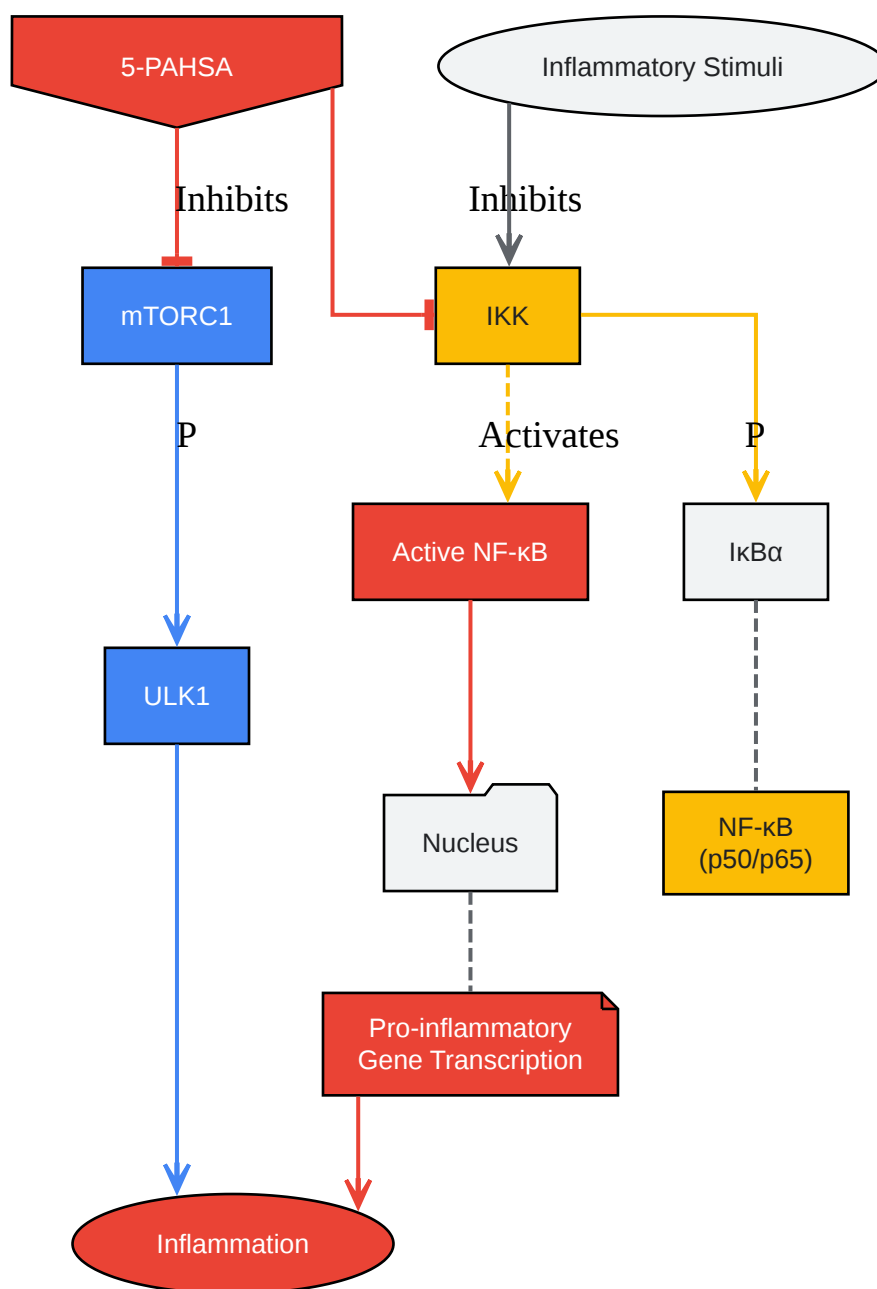 5-PAHSA
Inflammatory Stimuli
Inhibits
Inhibits
mTORC1
IKK
P
Activates
P
Active NF-κB
IκBα
ULK1
Nucleus
NF-κB
(p50/p65)
Pro-inflammatory
Gene Transcription
Inflammation